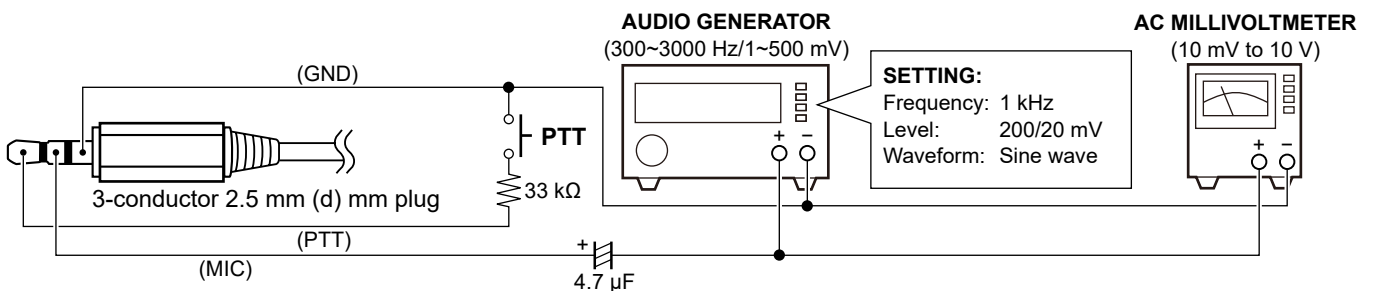 AUDIO GENERATOR
(300~3000 Hz/1~500 mV)
AC MILLIVOLTMETER
(10 mV to 10 V)
SETTING:
Frequency: 1 kHz
Level: 200/20 mV
Waveform: Sine wave
(GND)
PTT
+ −
+ −
33 kΩ
3-conductor 2.5 mm (d) mm plug
(PTT)
(MIC)
+
4.7 µF